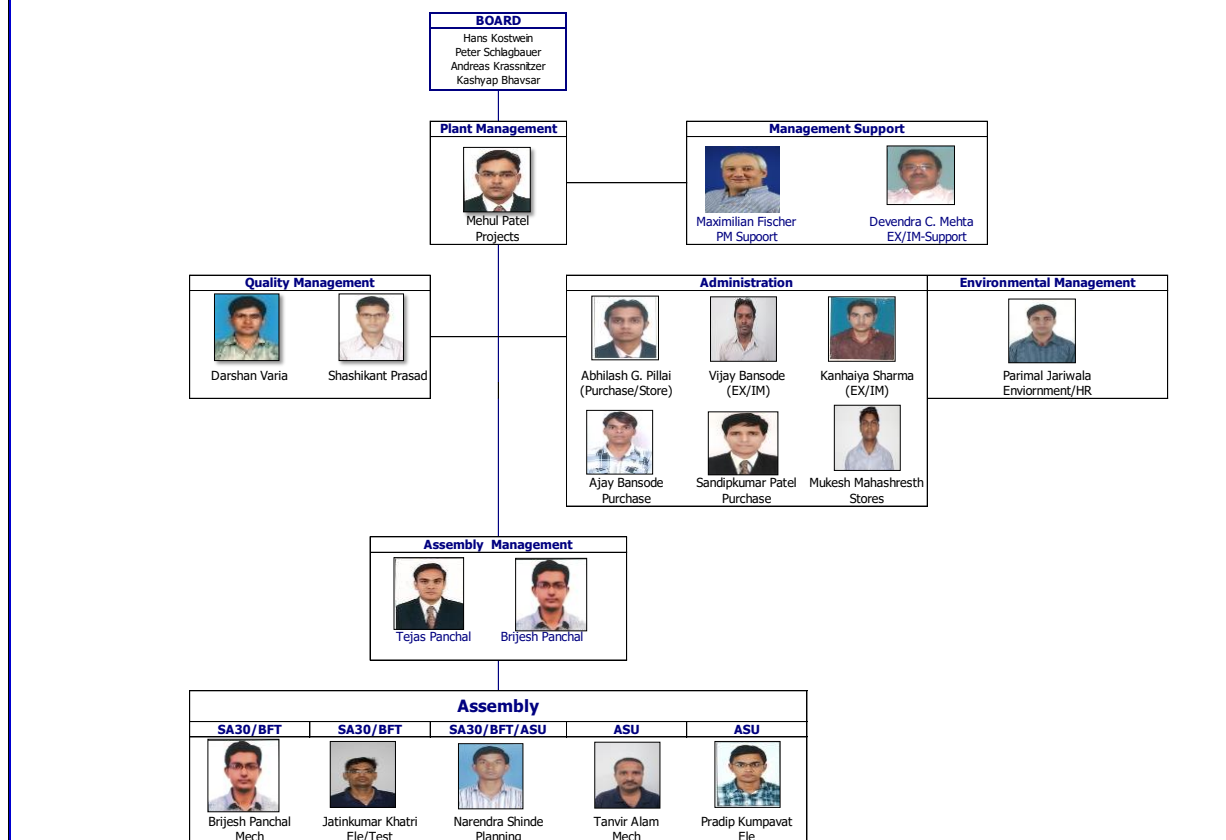 BOARD
Hans Kostwein
Peter Schlagbauer
Andreas Krassnitzer
Kashyap Bhavsar
Plant Management
Mehul Patel
Projects
Management Support
Maximilian Fischer
PM Supoort
Devendra C. Mehta
EX/IM-Support
Quality Management
Darshan Varia
Shashikant Prasad
Administration
Abhilash G. Pillai
(Purchase/Store)
Vijay Bansode
(EX/IM)
Kanhaiya Sharma
(EX/IM)
Ajay Bansode
Purchase
Sandipkumar Patel
Purchase
Mukesh Mahashresth
Stores
Environmental Management
Parimal Jariwala
Enviornment/HR
Assembly  Management
Tejas Panchal
Brijesh Panchal
Assembly
SA30/BFT
Brijesh Panchal
Mech
SA30/BFT
Jatinkumar Khatri
Ele/Test
SA30/BFT/ASU
Narendra Shinde
Planning
ASU
Tanvir Alam
Mech
ASU
Pradip Kumpavat
Ele